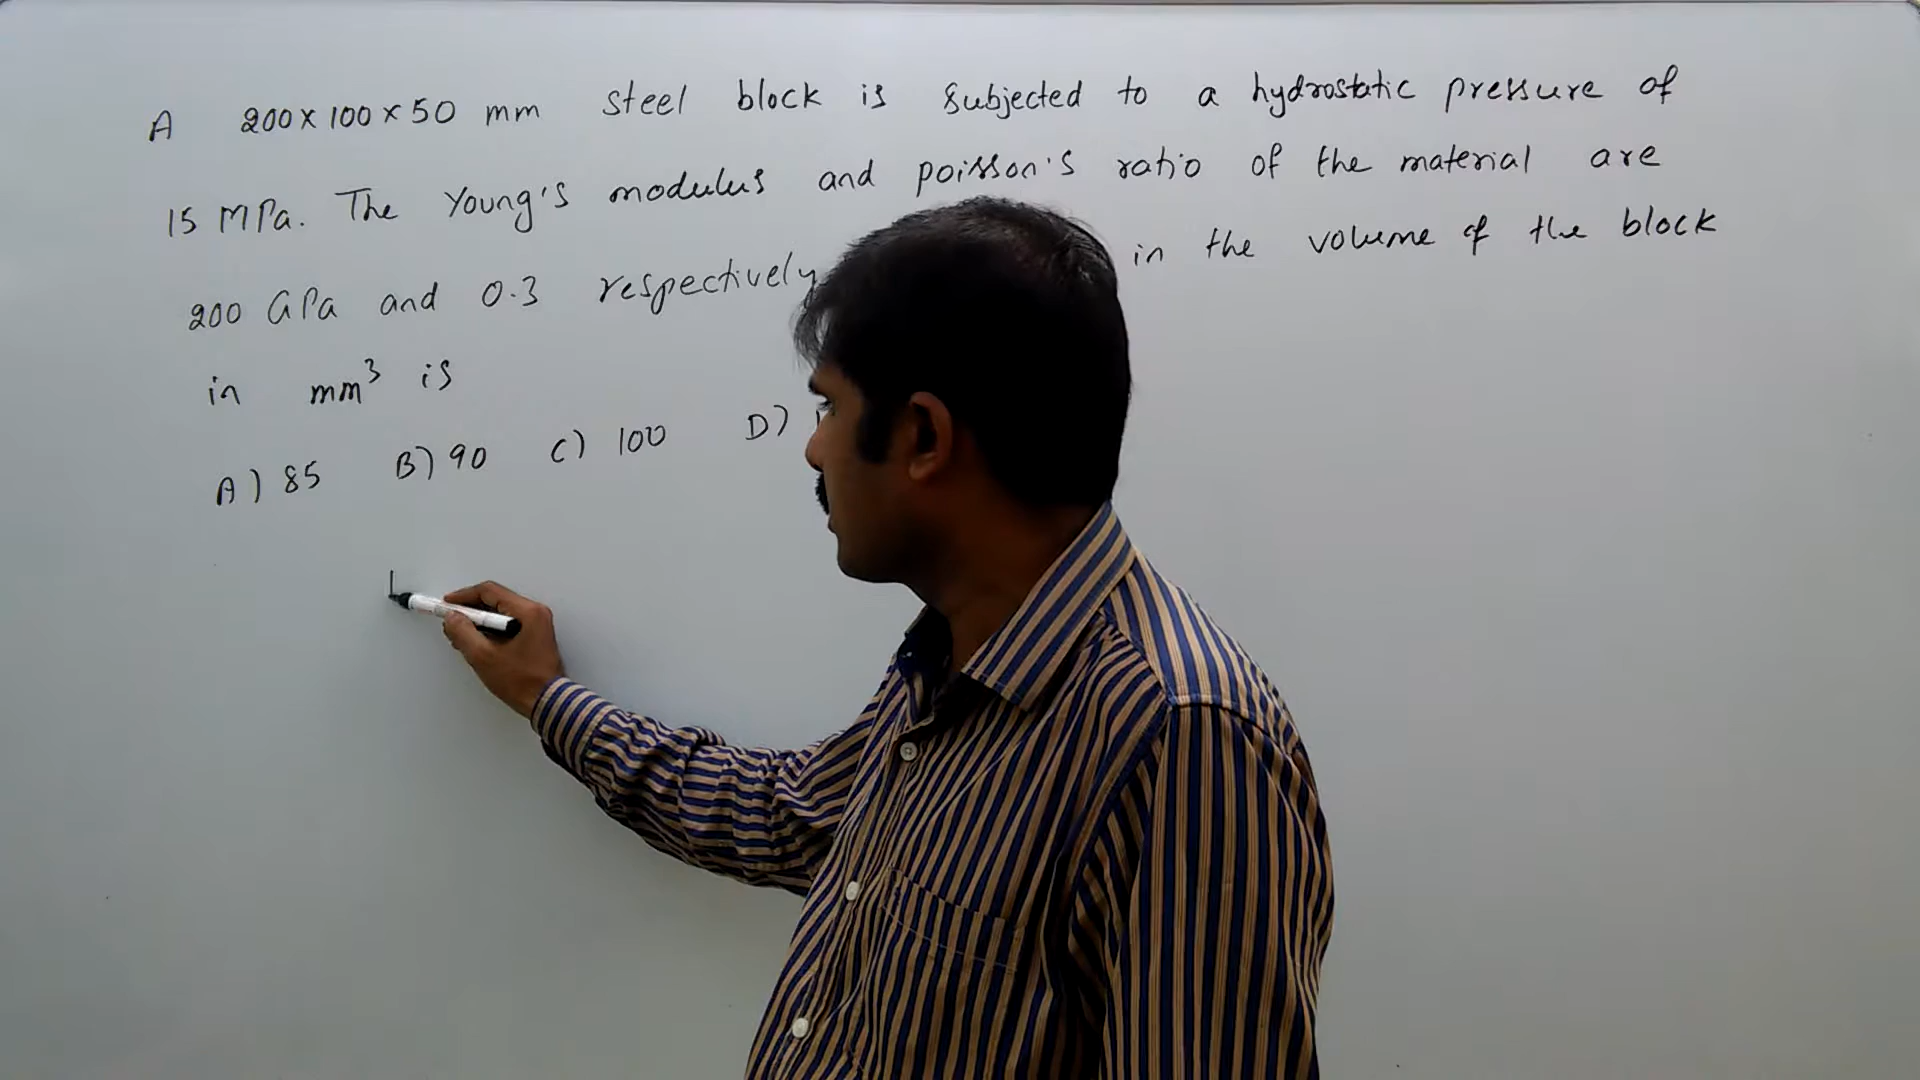 A 200 x 100 x 50 mm steel block is subjected to a hydrostatic pressure of
15 MPa. The Young's modulus and poisson's ratio of the material are
200 GPa and 0.3 respectively in the volume of the block
in mm³ is
A) 85 B) 90 C) 100 D)